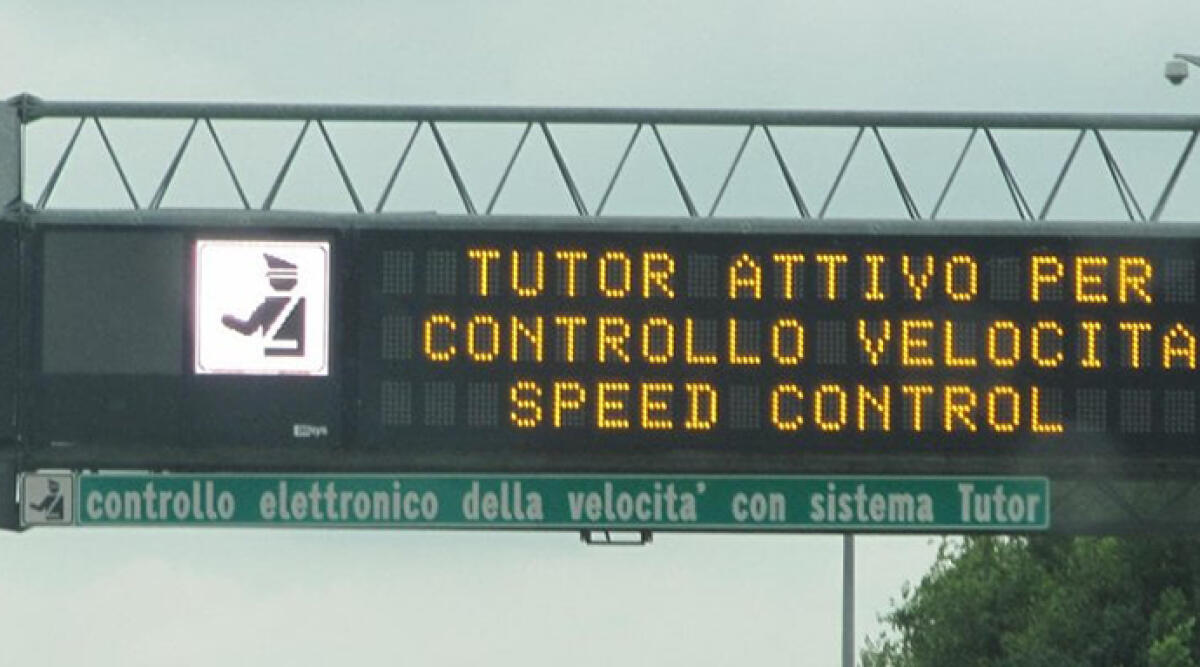 TUTOR ATTIVO PER
CONTROLLO VELOCITA
SPEED CONTROL
controllo elettronico della velocita' con sistema Tutor